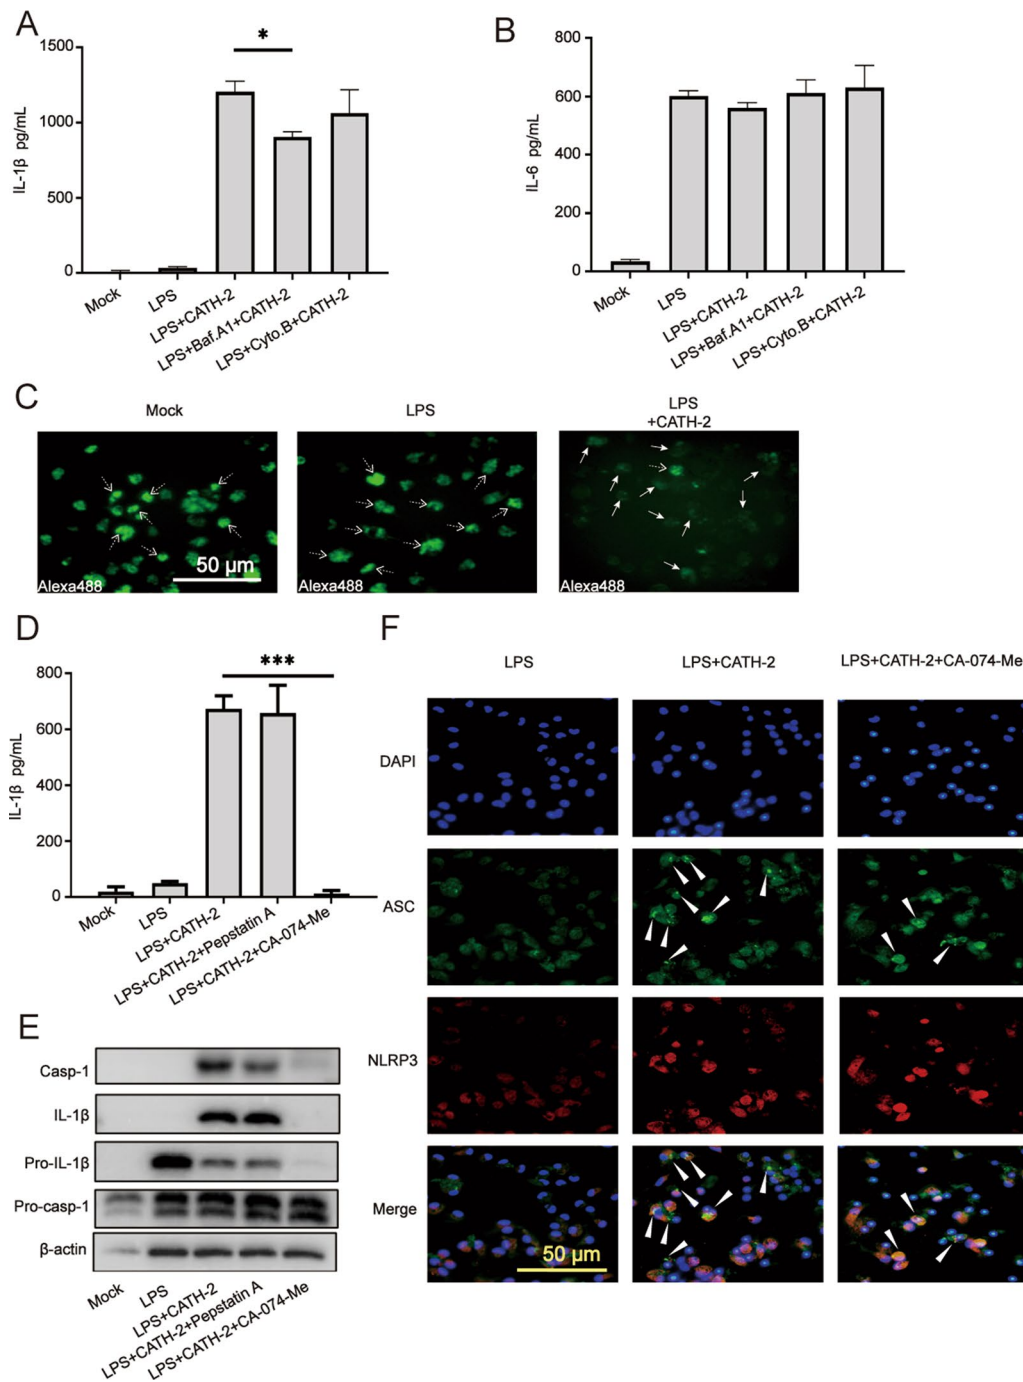 A
IL-1β pg/mL
1500
1000
500
0
*
Mock
LPS
LPS+CATH-2
LPS+Baf.A1+CATH-2
LPS+Cyto.B+CATH-2
B
IL-6 pg/mL
800
600
400
200
0
Mock
LPS
LPS+CATH-2
LPS+Baf.A1+CATH-2
LPS+Cyto.B+CATH-2
C
Mock
LPS
LPS
+CATH-2
50 µm
Alexa488
Alexa488
Alexa488
D
IL-1β pg/mL
800
600
400
200
0
***
Mock
LPS
LPS+CATH-2
LPS+CATH-2+Pepstatin A
LPS+CATH-2+CA-074-Me
E
Casp-1
IL-1β
Pro-IL-1β
Pro-casp-1
β-actin
Mock
LPS
LPS+CATH-2
LPS+CATH-2+Pepstatin A
LPS+CATH-2+CA-074-Me
F
LPS
LPS+CATH-2
LPS+CATH-2+CA-074-Me
DAPI
ASC
NLRP3
Merge
50 µm